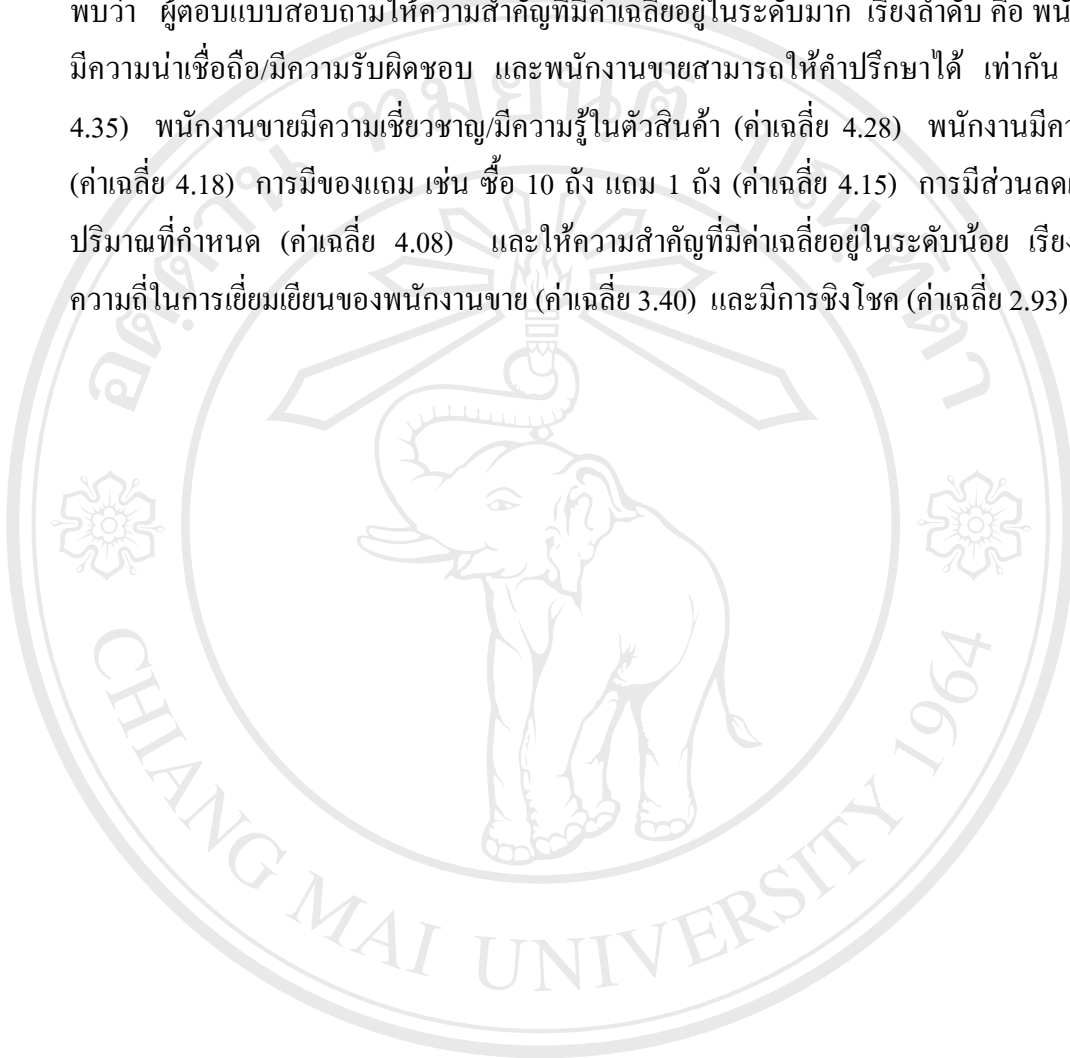 พบว่า ผู้ตอบแบบสอบถามให้ความสำคัญที่มีค่าเฉลี่ยอยู่ในระดับมาก เรียงลำดับ คือ
มีความน่าเชื่อถือ/มีความรับผิดชอบ และพนักงานขายสามารถให้คำปรึกษาได้ เท่ากัน
4.35) พนักงานขายมีความเชี่ยวชาญ/มีความรู้ในตัวสินค้า (ค่าเฉลี่ย 4.28) พนักงานมี
(ค่าเฉลี่ย 4.18) การมีของแถม เช่น ซื้อ 10 ถัง แถม 1 ถัง (ค่าเฉลี่ย 4.15) การมีส่วนลด
ปริมาณที่กำหนด (ค่าเฉลี่ย 4.08) และให้ความสำคัญที่มีค่าเฉลี่ยอยู่ในระดับน้อย
ความถี่ในการเยี่ยมเยียนของพนักงานขาย (ค่าเฉลี่ย 3.40) และมีการชิงโชค (ค่าเฉลี่ย 2.93)
อตฺตานํ ทมยนฺติ ปณฺฑิตา
CHIANG MAI UNIVERSITY 1964